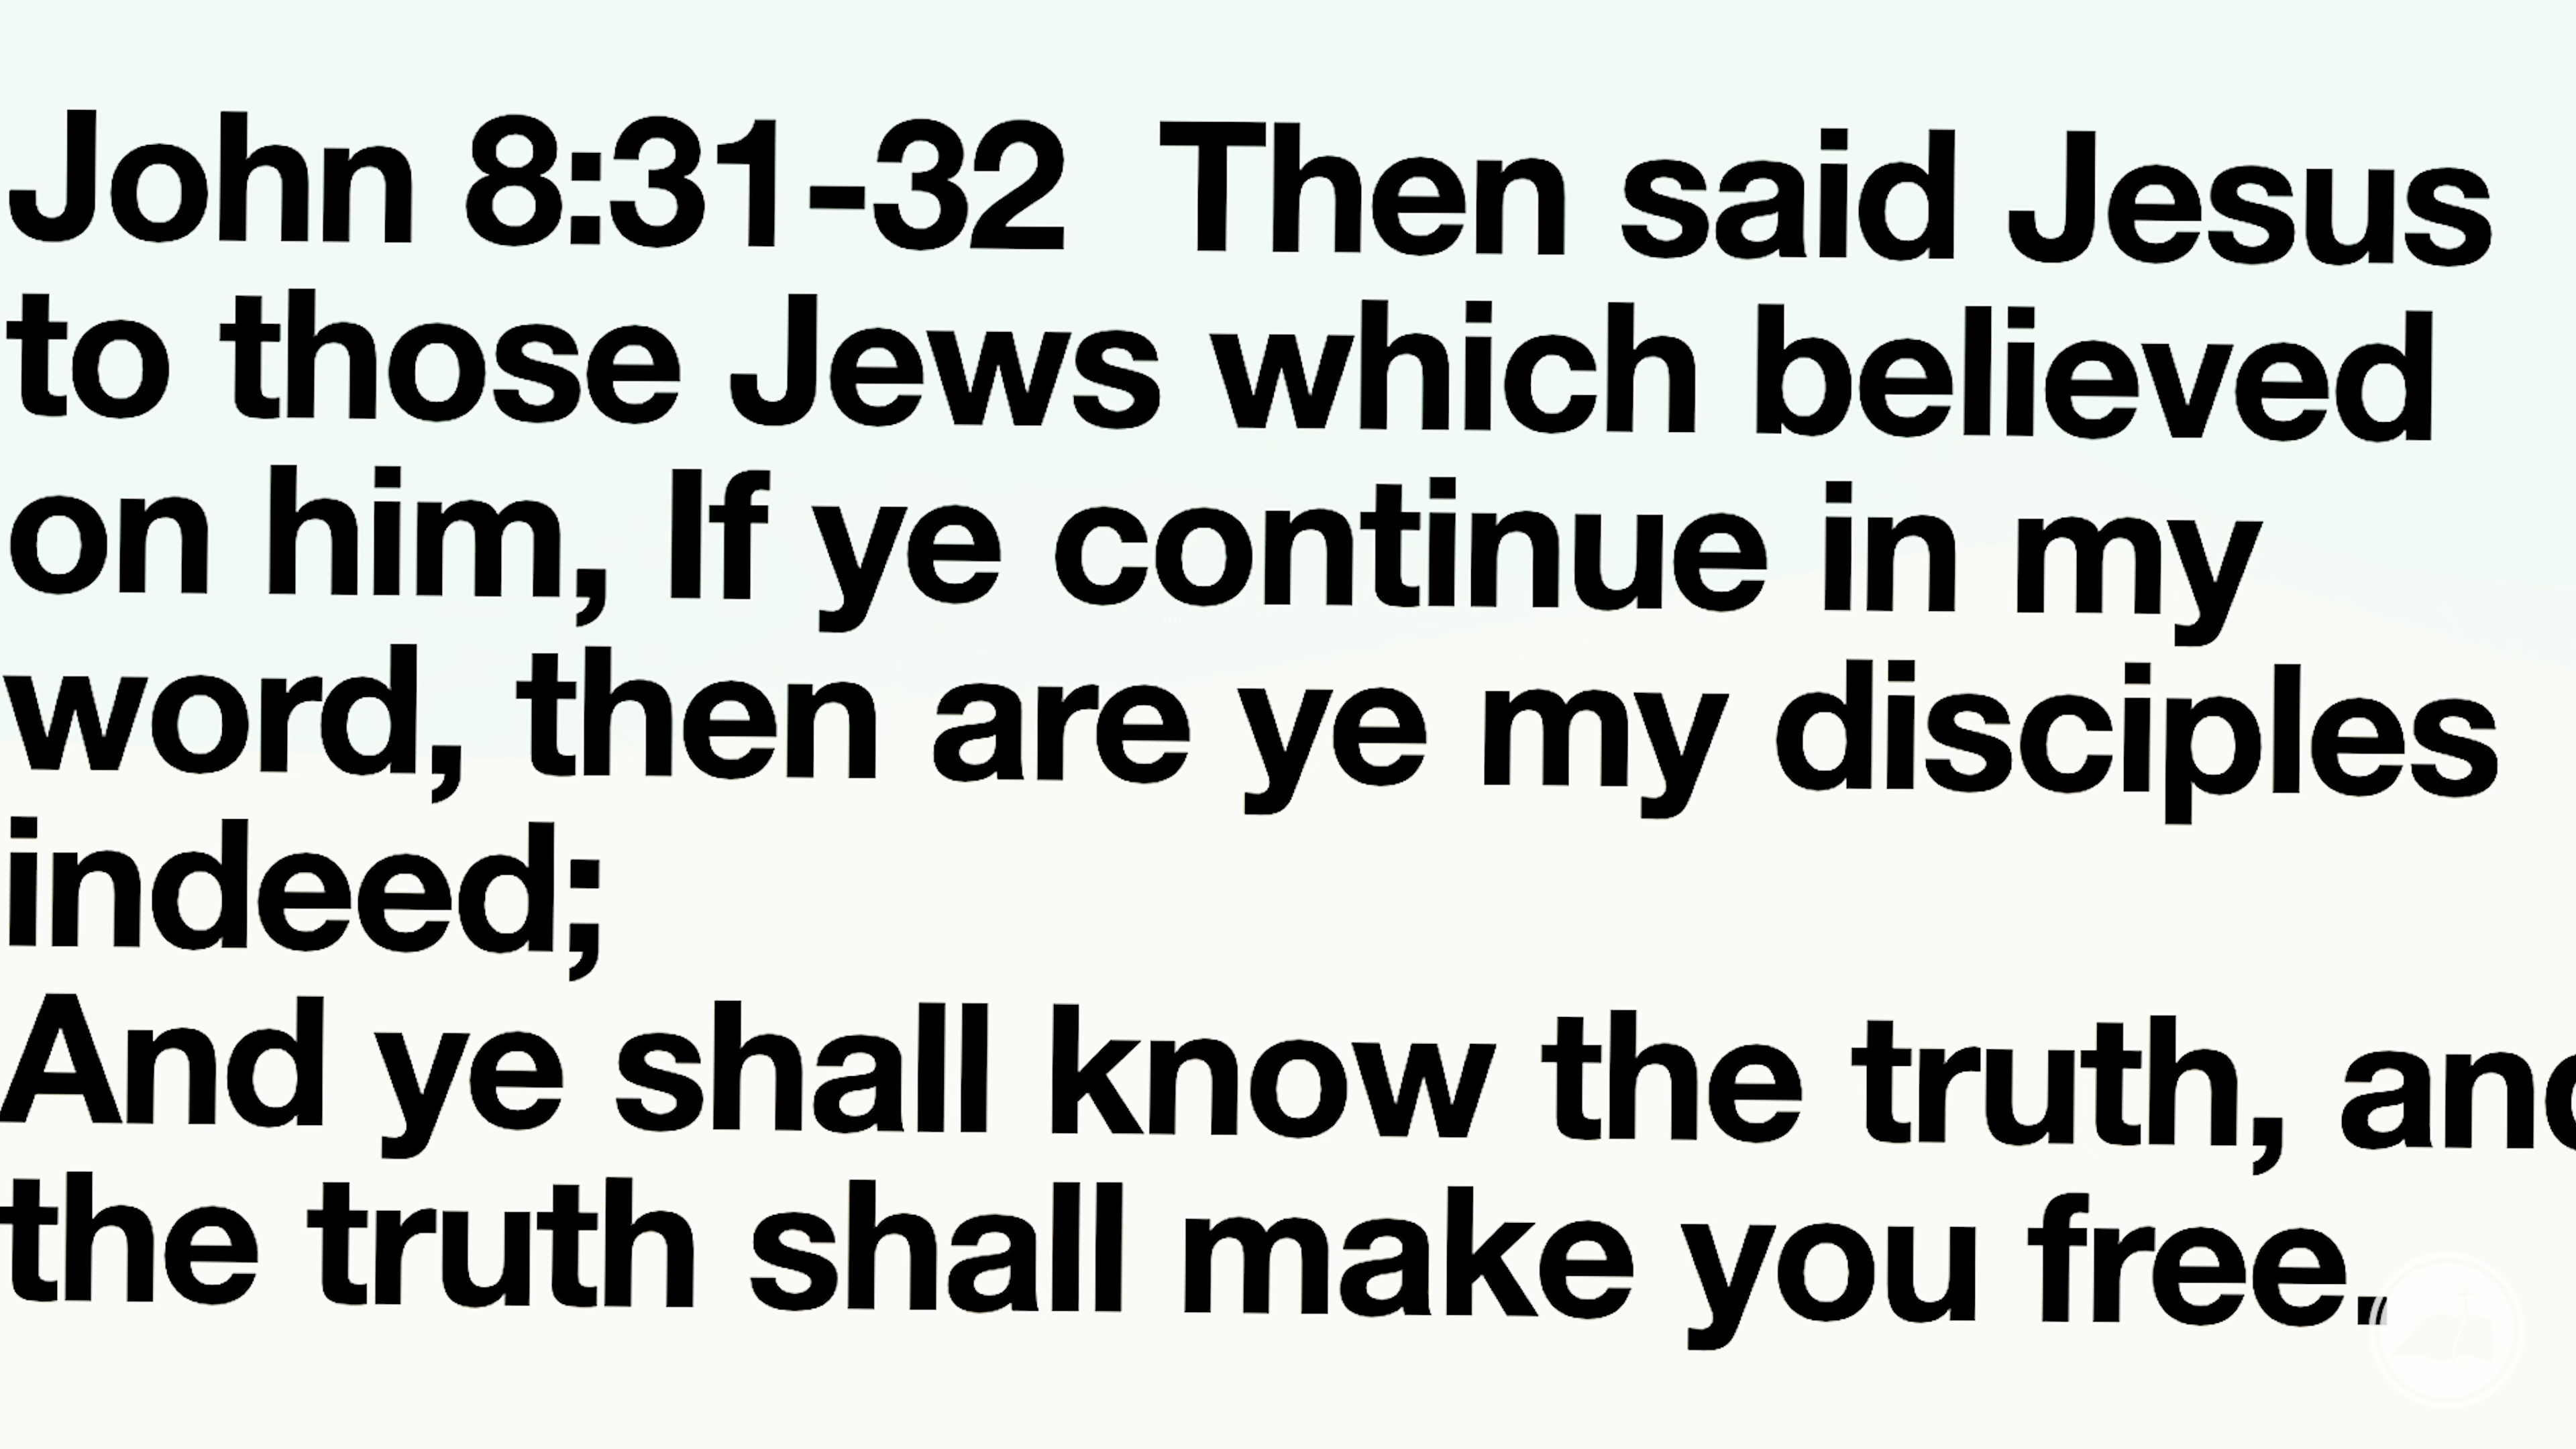 John 8:31-32  Then said Jesus
to those Jews which believed
on him, If ye continue in my
word, then are ye my disciples
indeed;
And ye shall know the truth, and
the truth shall make you free.